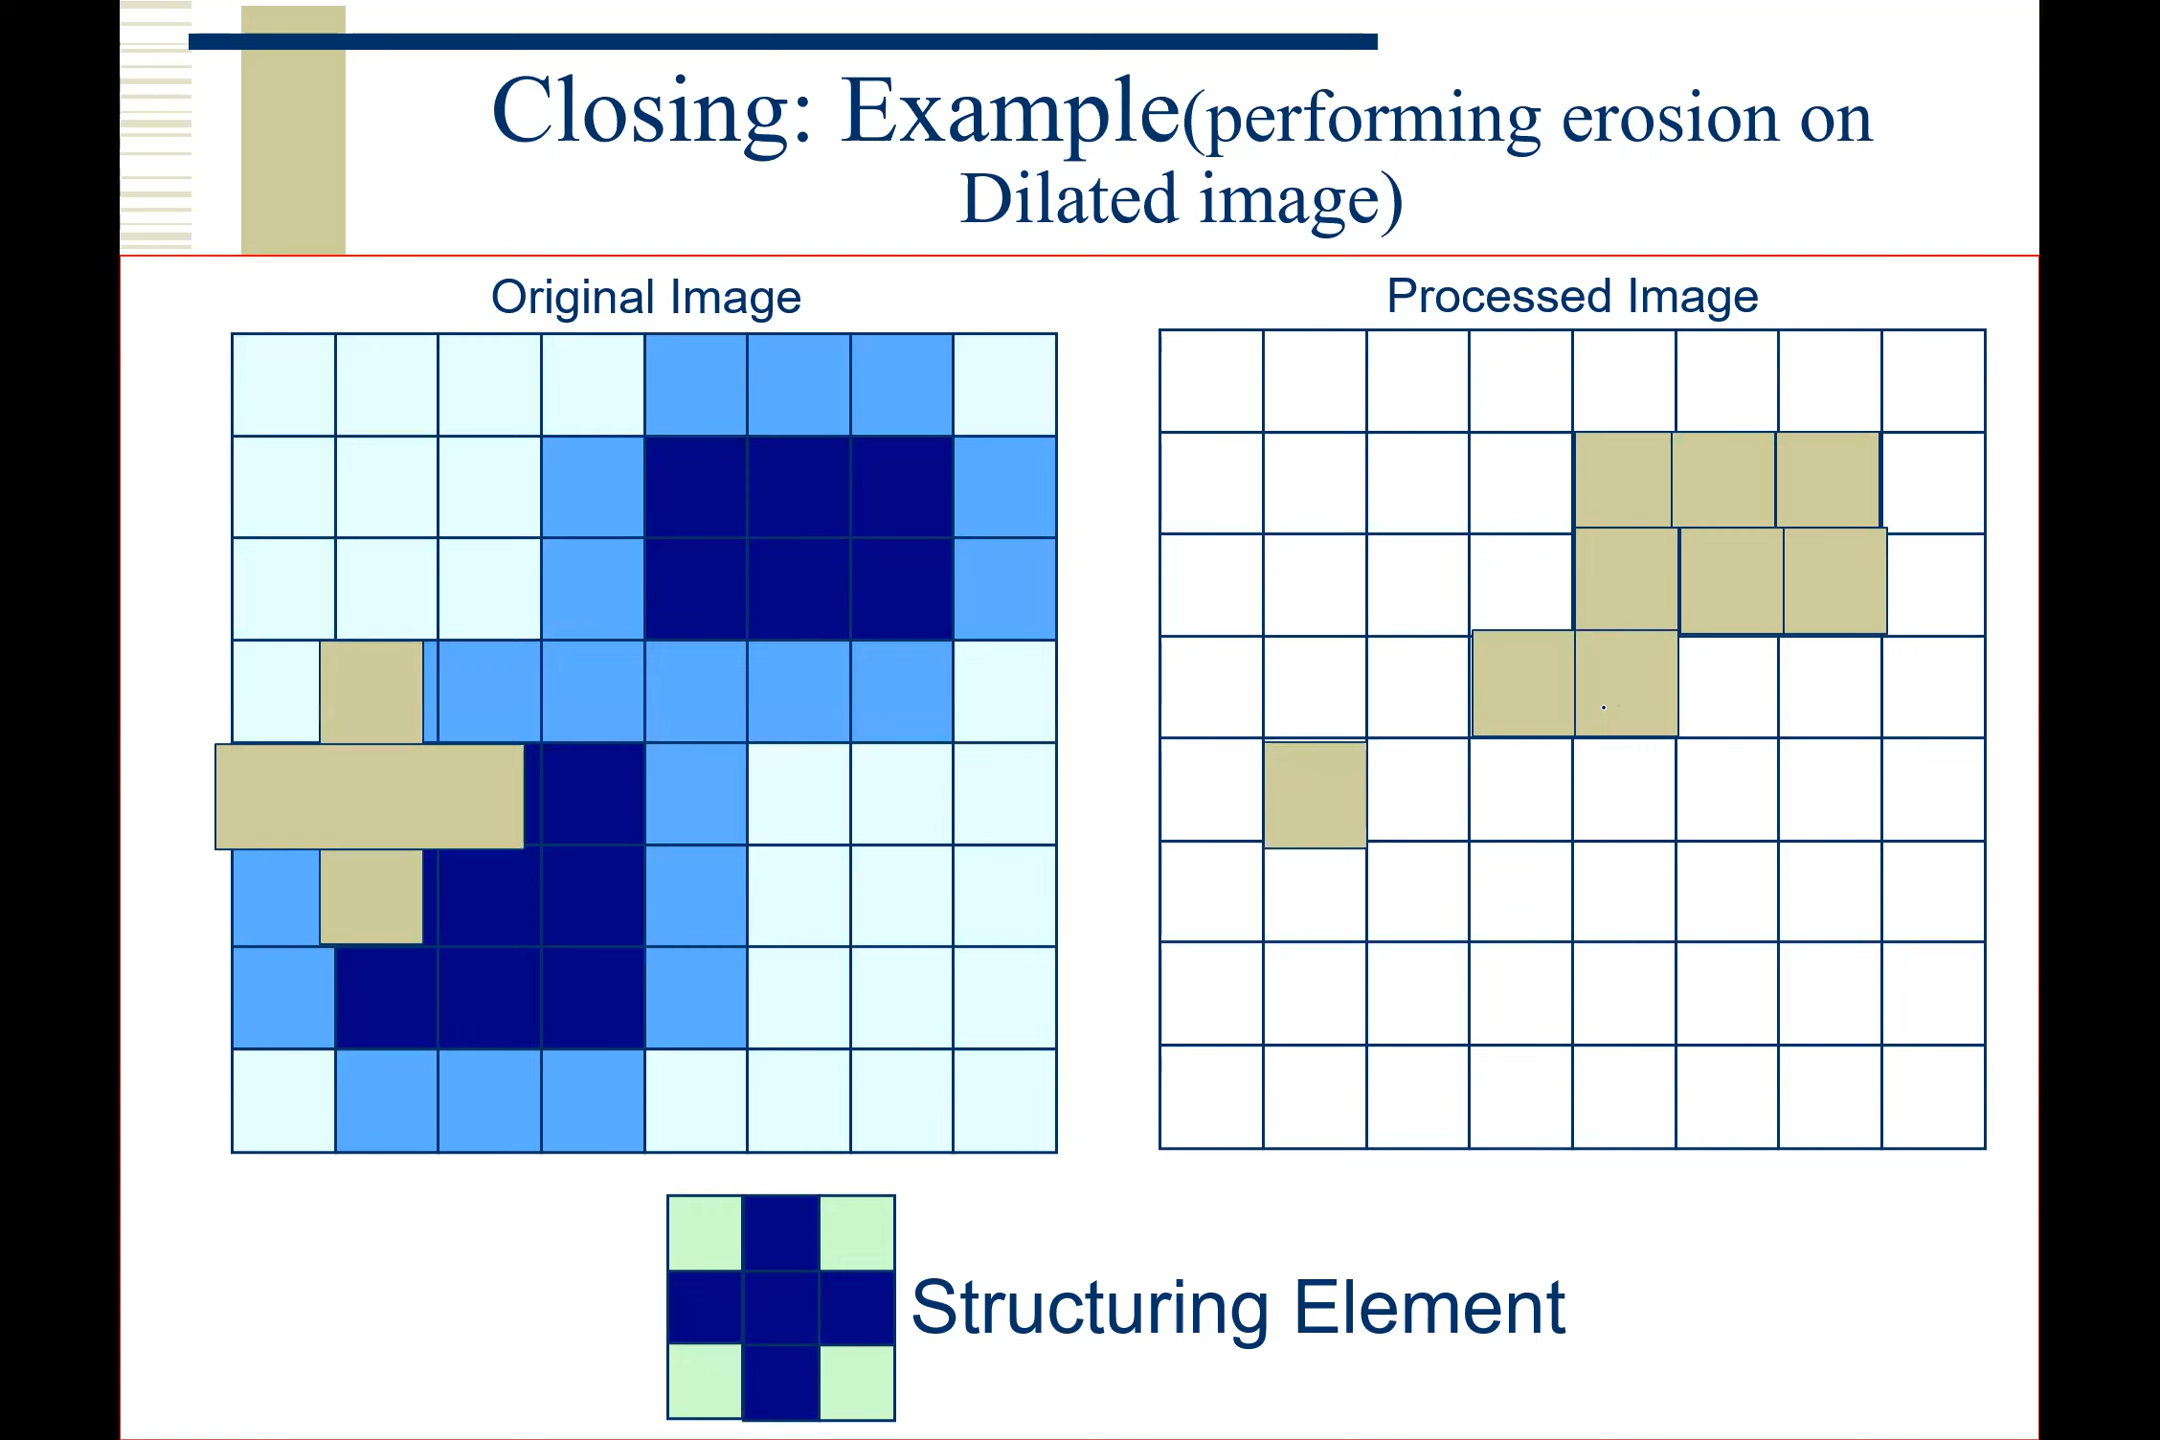 Closing: Example(performing erosion on
Dilated image)
Original Image
Processed Image
Structuring Element